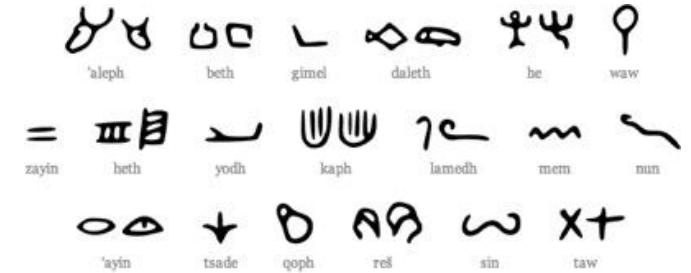 'aleph beth gimel daleth he waw
zayin heth yodh kaph lamedh mem nun
'ayin tsade qoph reš sin taw